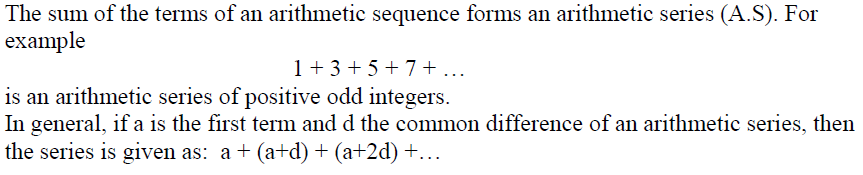 The sum of the terms of an arithmetic sequence forms an arithmetic series (A.S). For
example
1 + 3 + 5 + 7 + …
is an arithmetic series of positive odd integers.
In general, if a is the first term and d the common difference of an arithmetic series, then
the series is given as:  a + (a+d) + (a+2d) +…